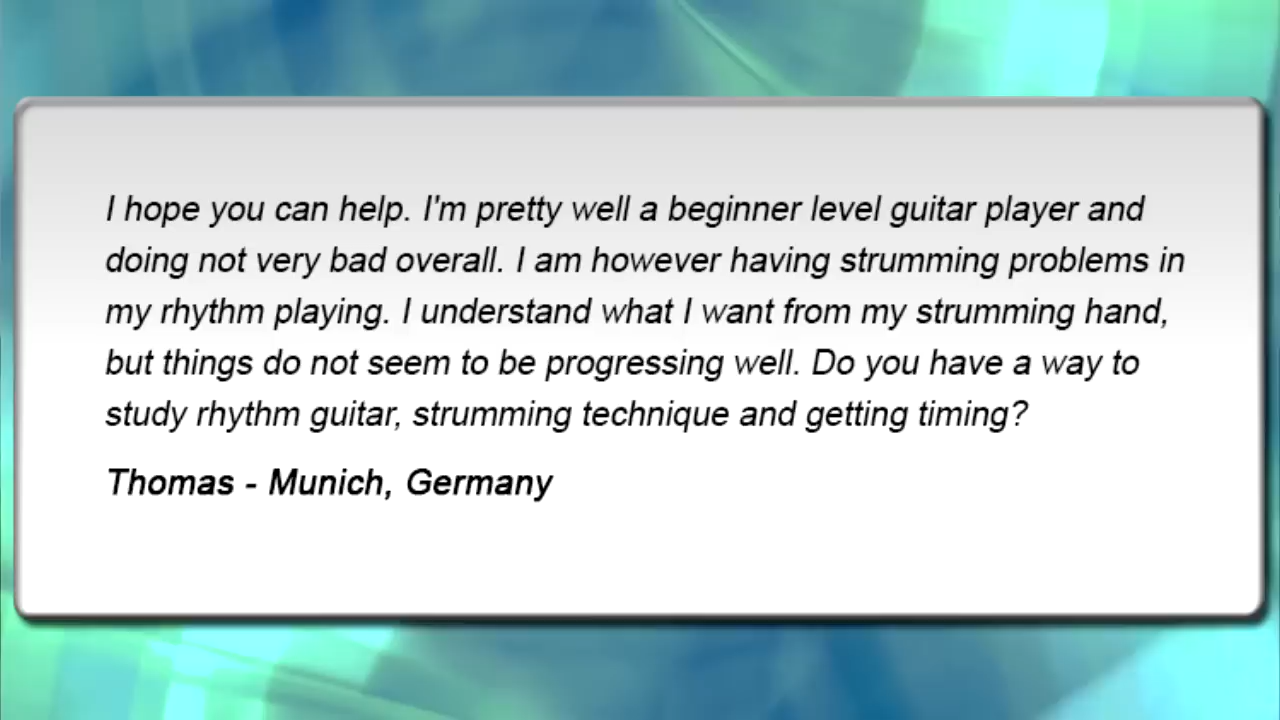 I hope you can help. I'm pretty well a beginner level guitar player and
doing not very bad overall. I am however having strumming problems in
my rhythm playing. I understand what I want from my strumming hand,
but things do not seem to be progressing well. Do you have a way to
study rhythm guitar, strumming technique and getting timing?
Thomas - Munich, Germany